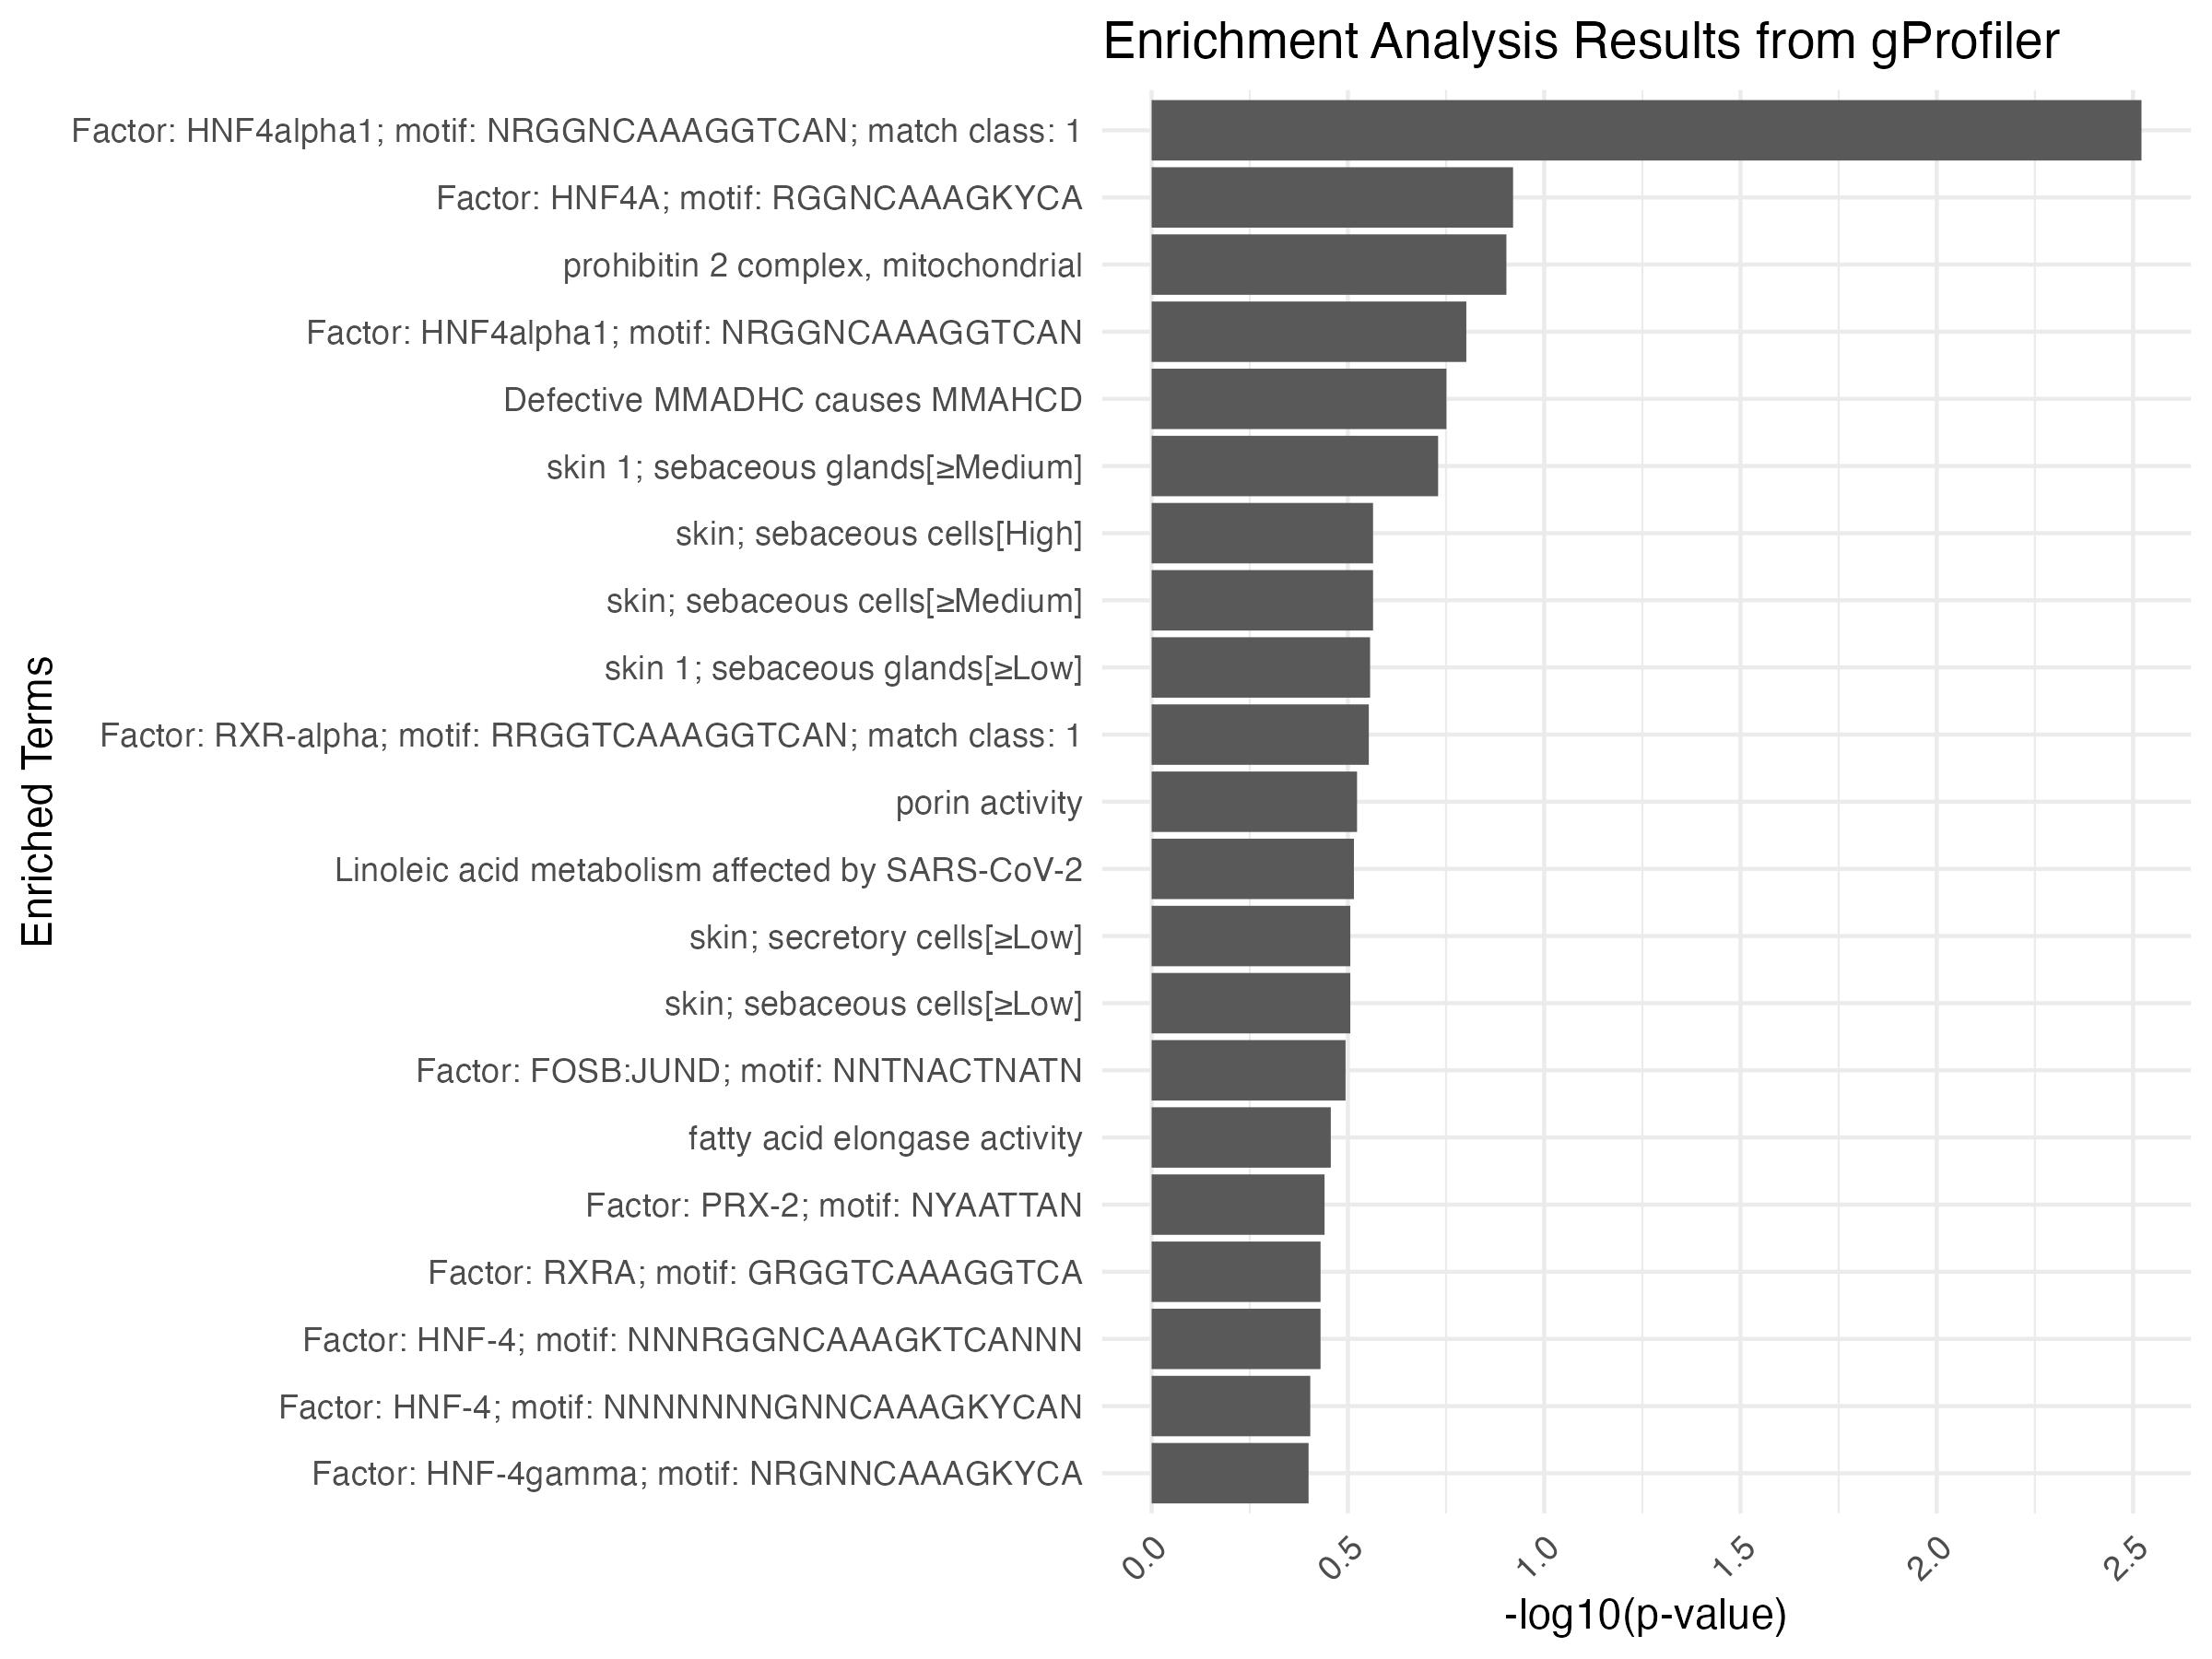 Enrichment Analysis Results from gProfiler
Factor: HNF4alpha1; motif: NRGGNCAAAGGTCAN; match class: 1
Factor: HNF4A; motif: RGGNCAAAGKYCA
prohibitin 2 complex, mitochondrial
Factor: HNF4alpha1; motif: NRGGNCAAAGGTCAN
Defective MMADHC causes MMAHCD
skin 1; sebaceous glands[≥Medium]
skin; sebaceous cells[High]
skin; sebaceous cells[≥Medium]
skin 1; sebaceous glands[≥Low]
Factor: RXR-alpha; motif: RRGGTCAAAGGTCAN; match class: 1
porin activity
Linoleic acid metabolism affected by SARS-CoV-2
skin; secretory cells[≥Low]
skin; sebaceous cells[≥Low]
Factor: FOSB:JUND; motif: NNTNACTNATN
fatty acid elongase activity
Factor: PRX-2; motif: NYAATTAN
Factor: RXRA; motif: GRGGTCAAAGGTCA
Factor: HNF-4; motif: NNNRGGNCAAAGKTCANNN
Factor: HNF-4; motif: NNNNNNNGNNCAAAGKYCAN
Factor: HNF-4gamma; motif: NRGNNCAAAGKYCA
Enriched Terms
0.0 0.5 1.0 1.5 2.0 2.5
-log10(p-value)